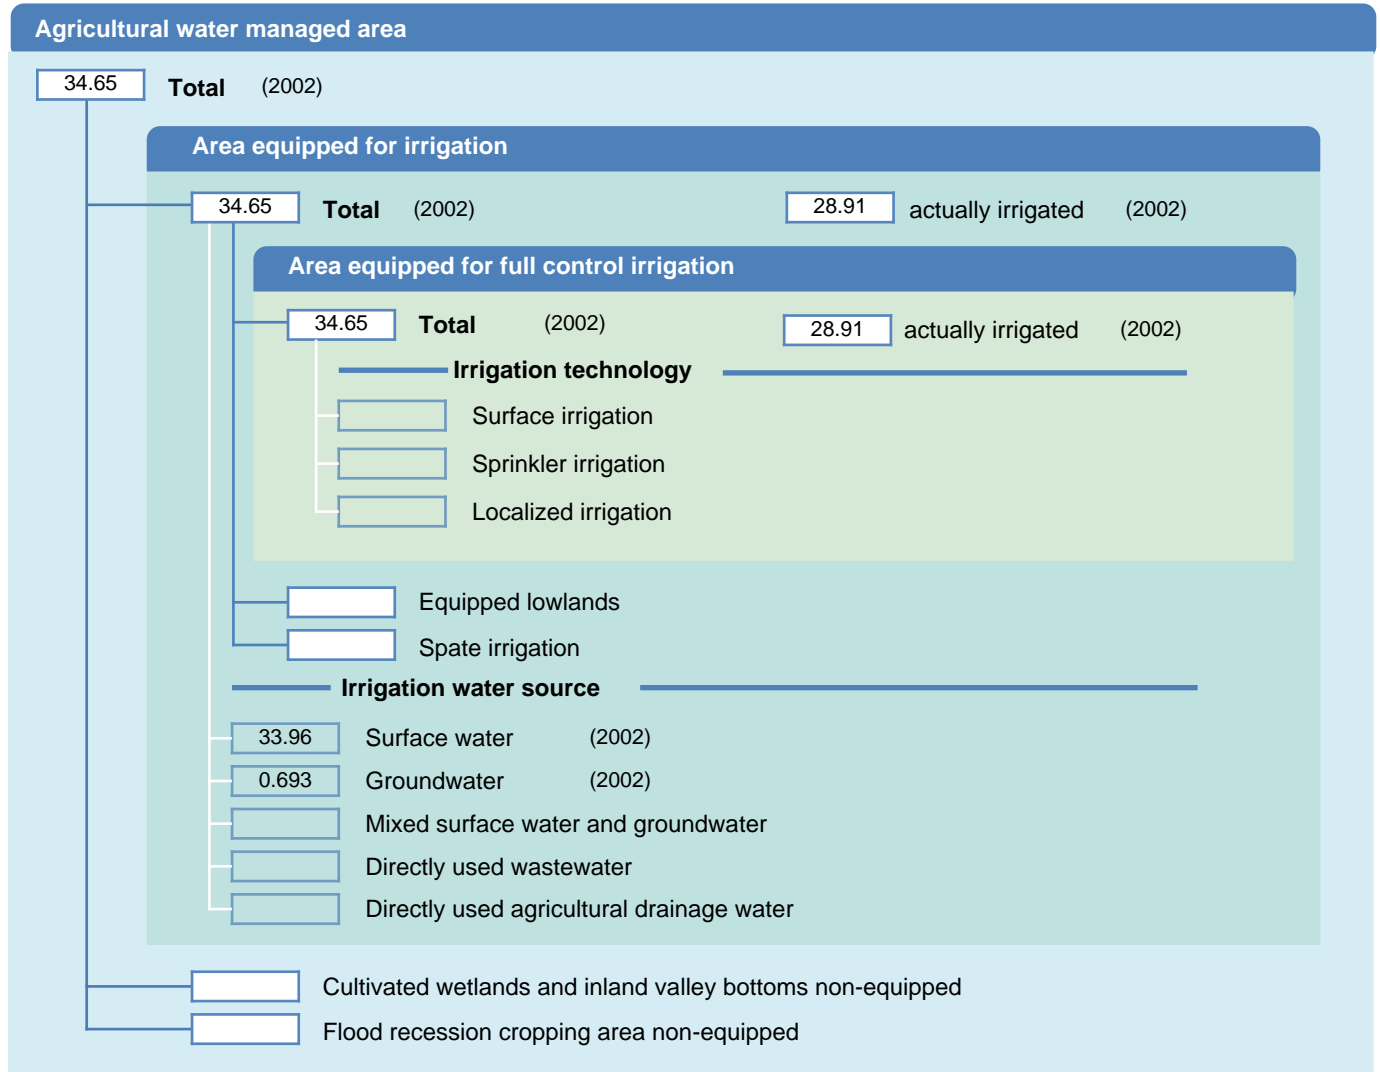 Agricultural water managed area
34.65 Total (2002)
Area equipped for irrigation
34.65 Total (2002) 28.91 actually irrigated (2002)
Area equipped for full control irrigation
34.65 Total (2002) 28.91 actually irrigated (2002)
Irrigation technology
Surface irrigation
Sprinkler irrigation
Localized irrigation
Equipped lowlands
Spate irrigation
Irrigation water source
33.96 Surface water (2002)
0.693 Groundwater (2002)
Mixed surface water and groundwater
Directly used wastewater
Directly used agricultural drainage water
Cultivated wetlands and inland valley bottoms non-equipped
Flood recession cropping area non-equipped